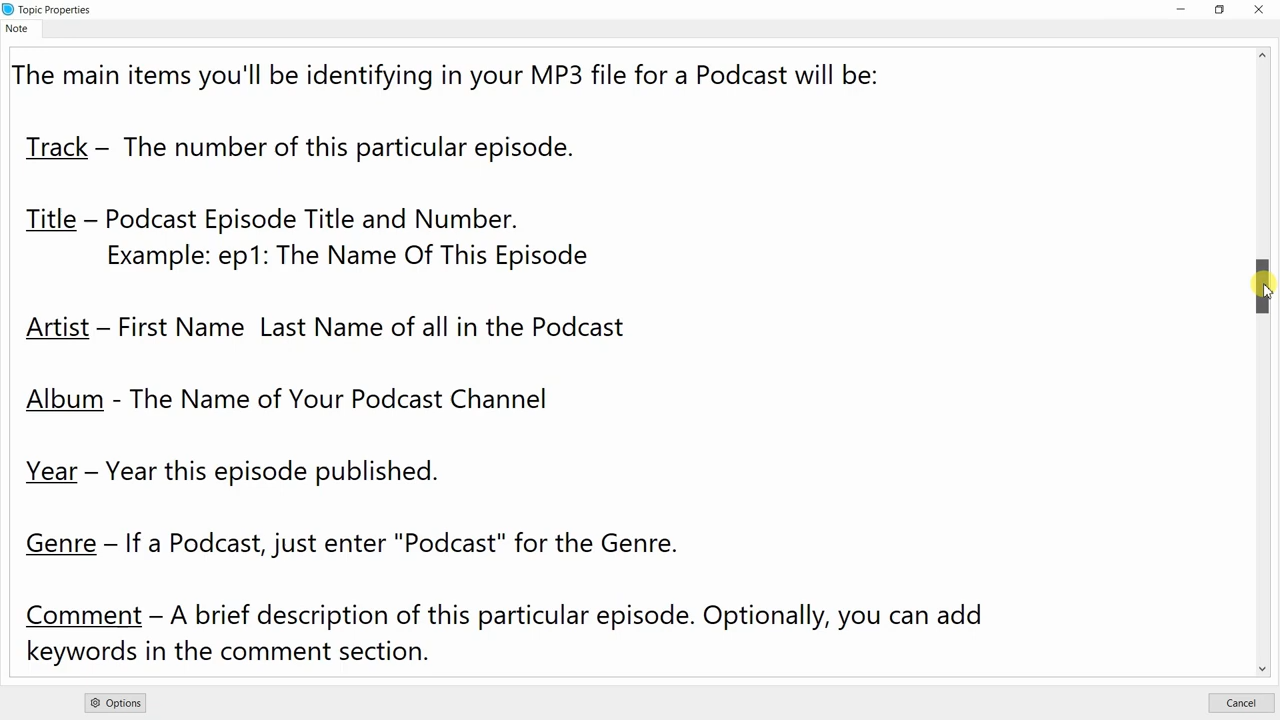 Topic Properties
Note
The main items you'll be identifying in your MP3 file for a Podcast will be:
Track – The number of this particular episode.
Title – Podcast Episode Title and Number.
Example: ep1: The Name Of This Episode
Artist – First Name  Last Name of all in the Podcast
Album - The Name of Your Podcast Channel
Year – Year this episode published.
Genre – If a Podcast, just enter "Podcast" for the Genre.
Comment – A brief description of this particular episode. Optionally, you can add
keywords in the comment section.
Options
Cancel